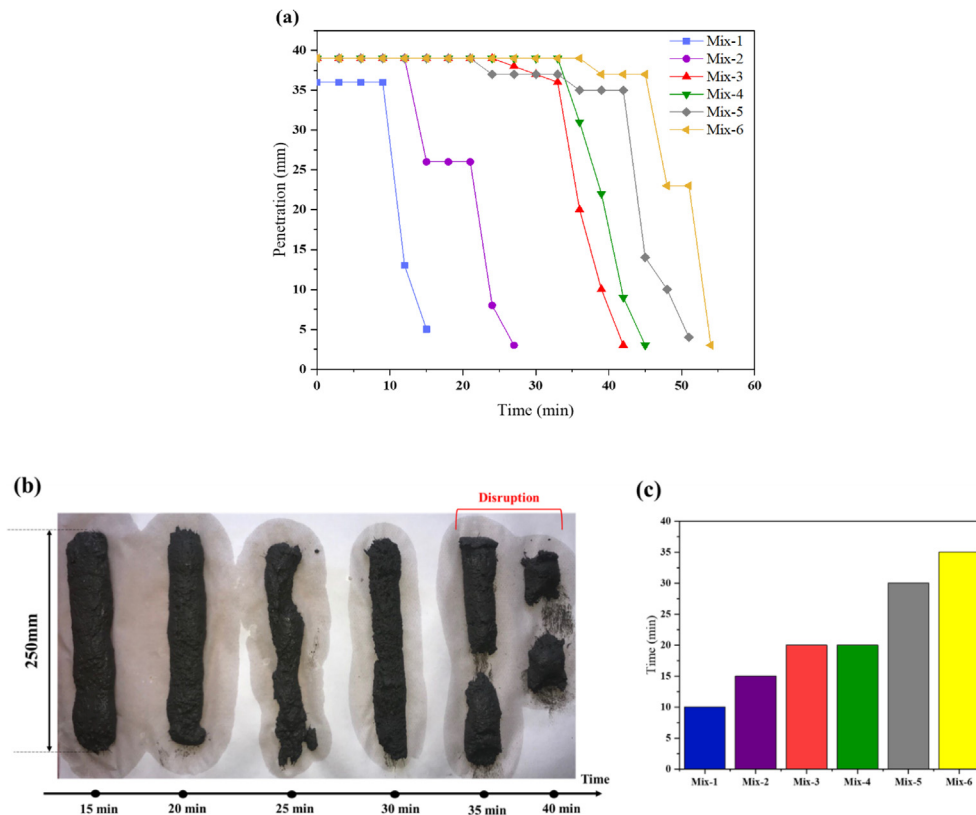 (a)
Penetration (mm)
40
35
30
25
20
15
10
5
0
0 10 20 30 40 50 60
Time (min)
Mix-1
Mix-2
Mix-3
Mix-4
Mix-5
Mix-6
(b)
Disruption
250mm
Time
15 min 20 min 25 min 30 min 35 min 40 min
(c)
Time (min)
40
35
30
25
20
15
10
5
0
Mix-1 Mix-2 Mix-3 Mix-4 Mix-5 Mix-6